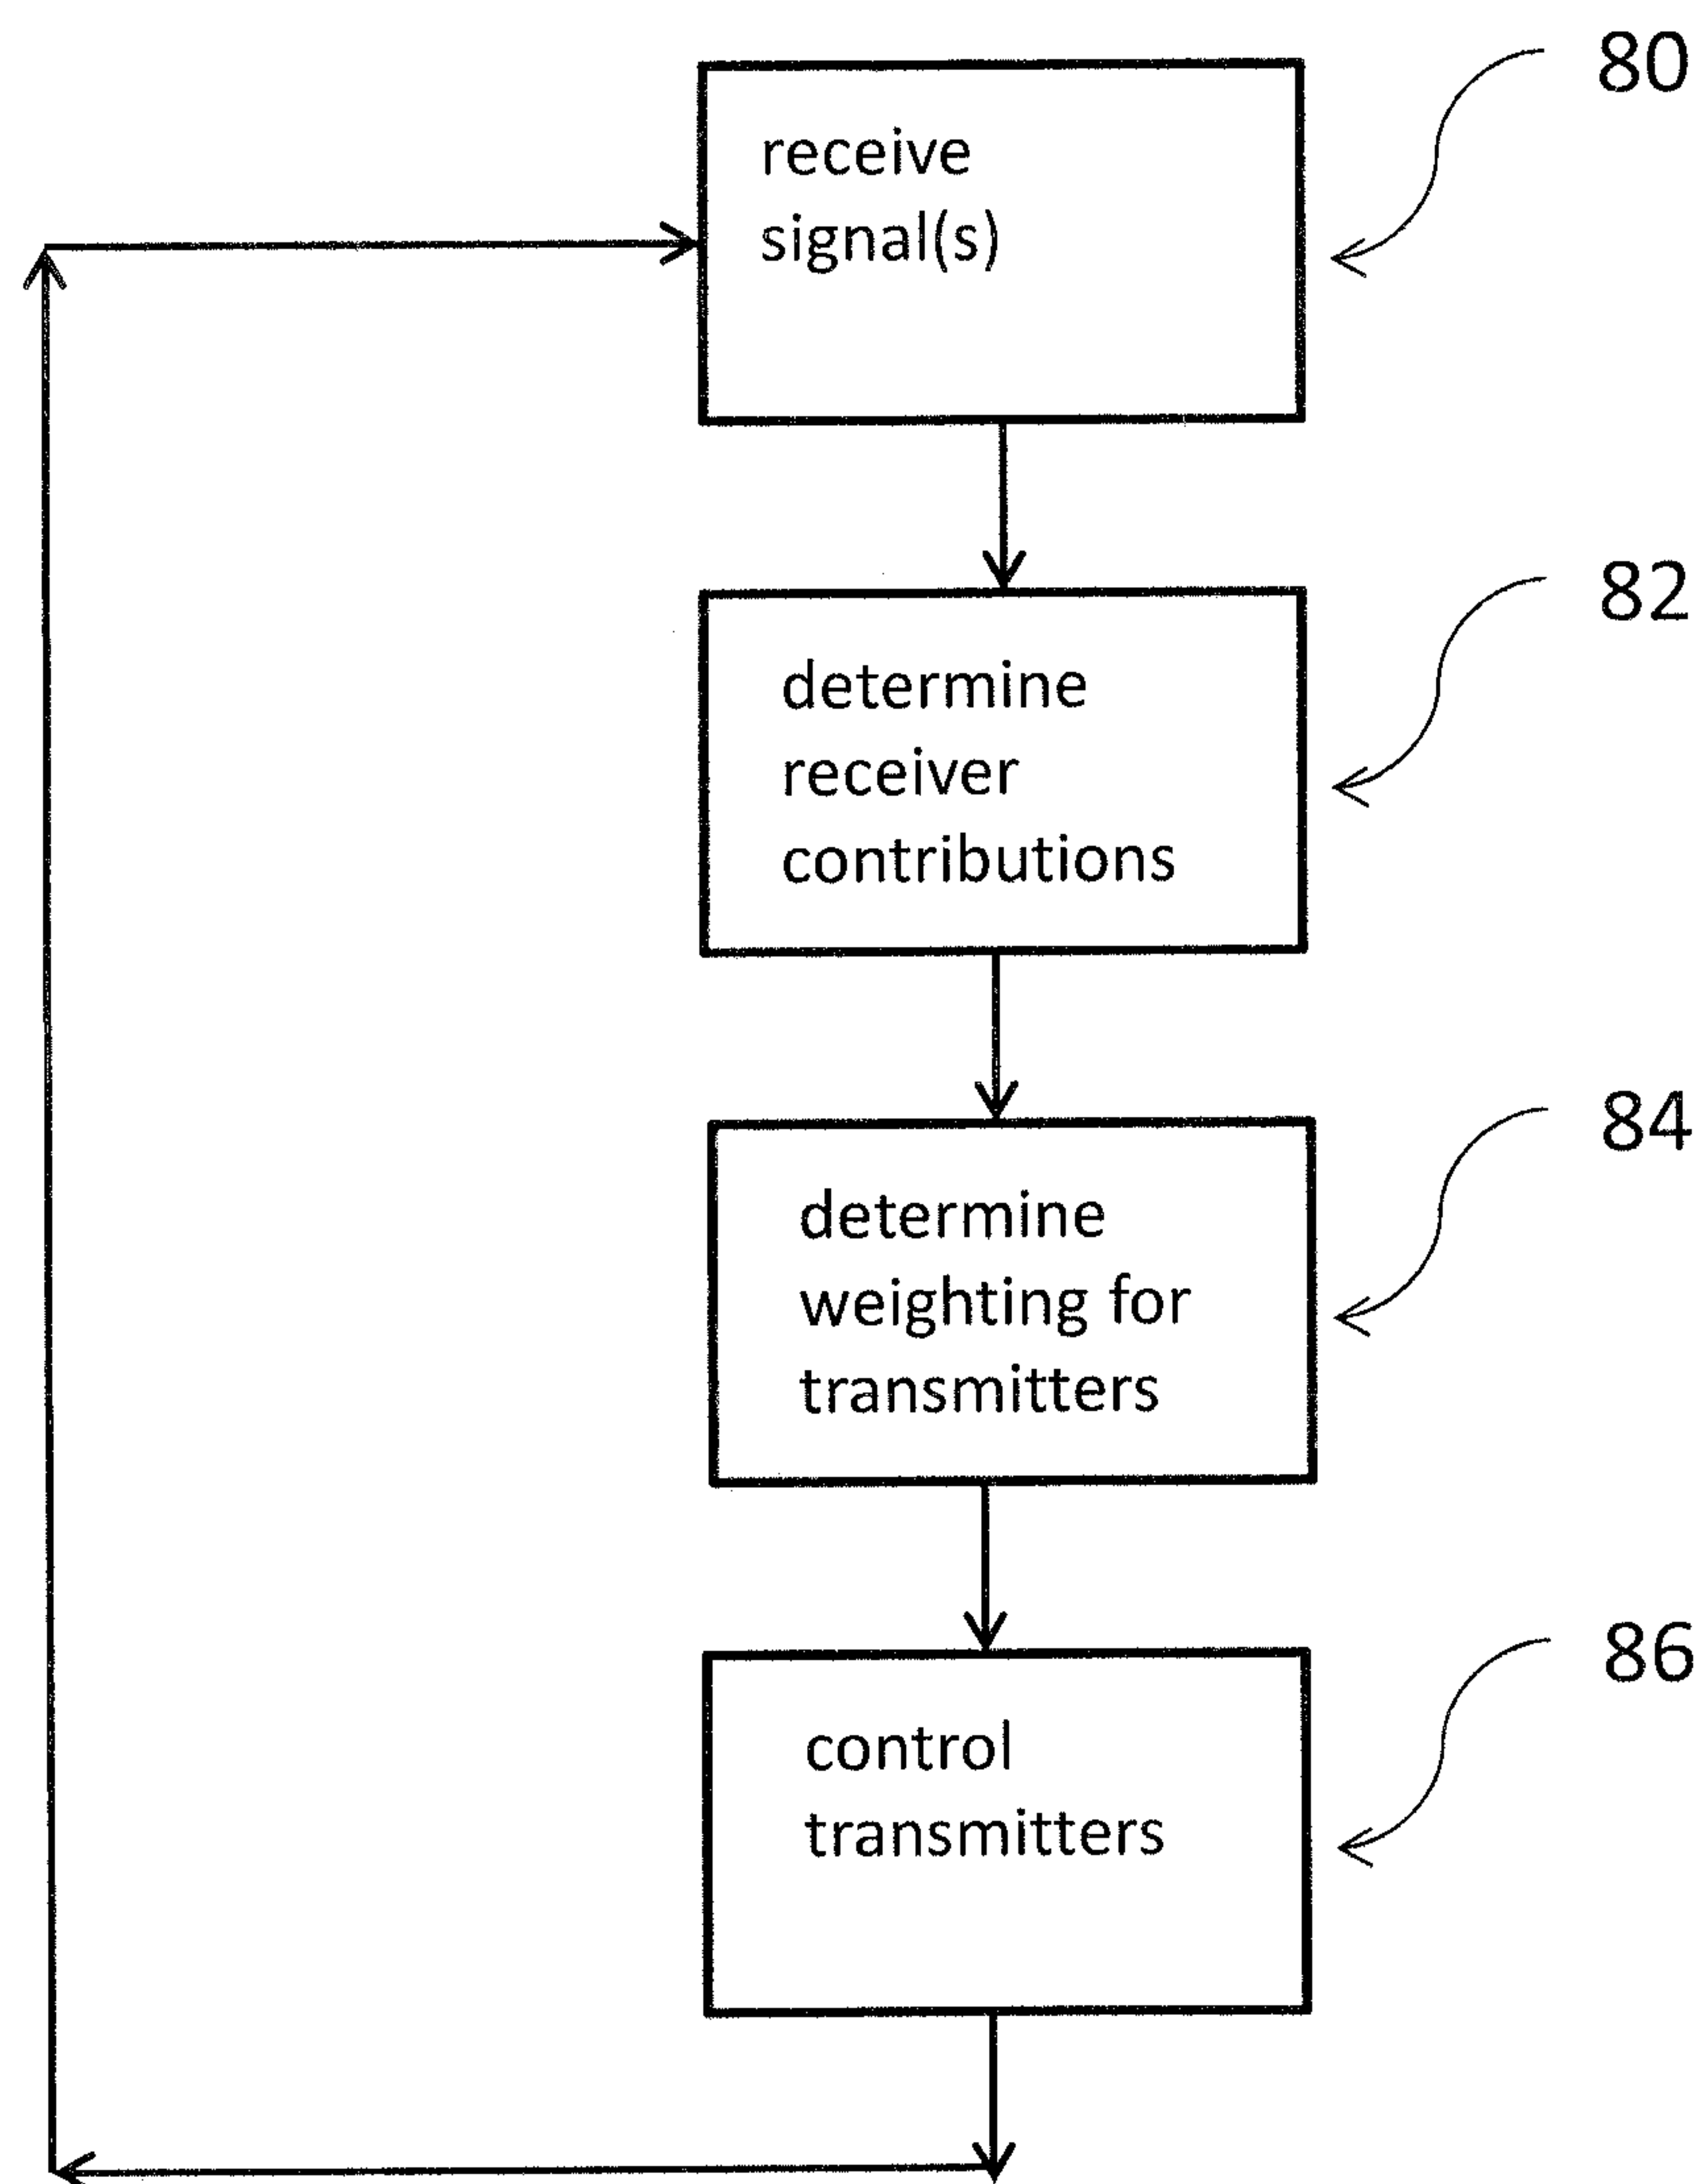 80
receive
signal(s)
82
determine
receiver
contributions
84
determine
weighting for
transmitters
86
control
transmitters